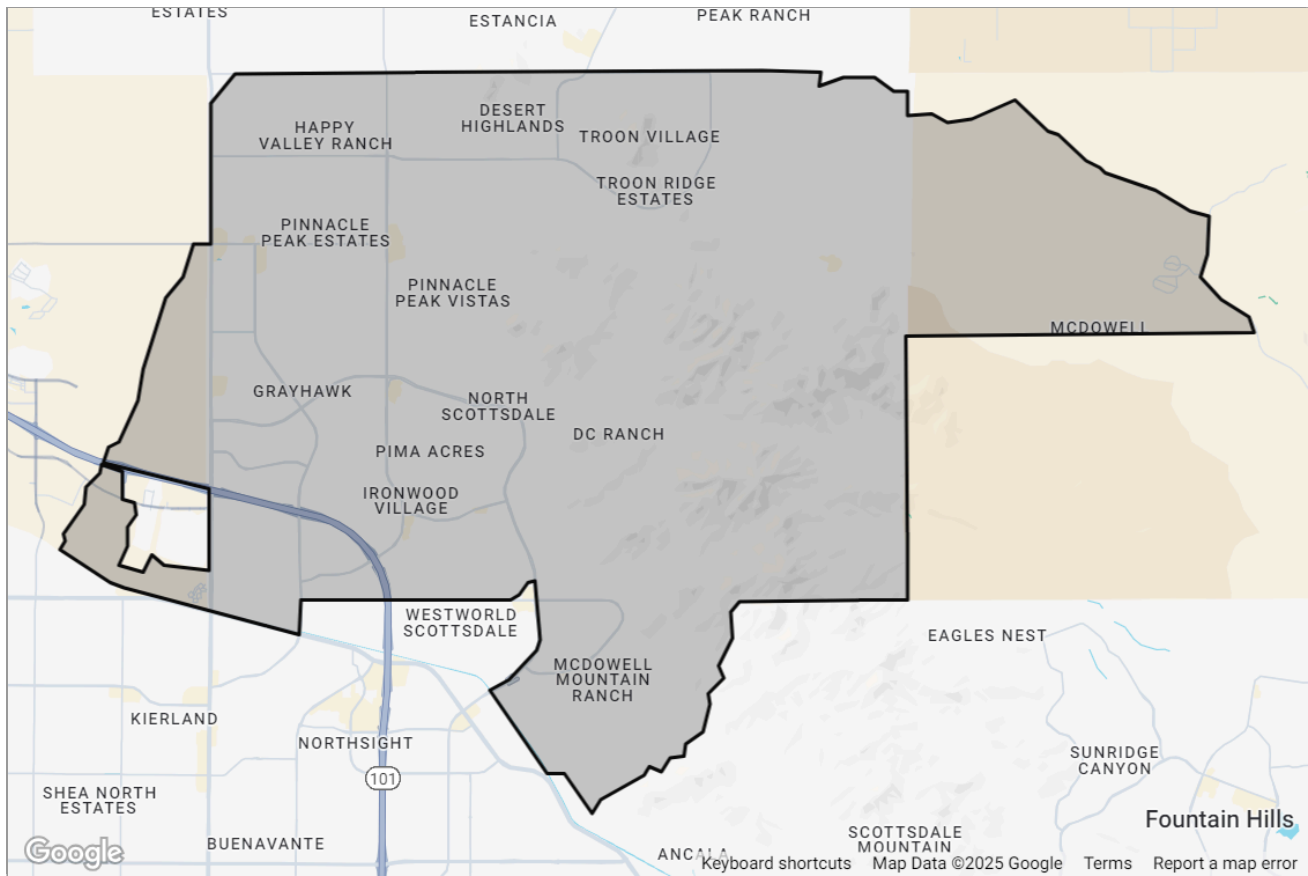 ESTATES
ESTANCIA
PEAK RANCH
HAPPY
VALLEY RANCH
DESERT
HIGHLANDS
TROON VILLAGE
TROON RIDGE
ESTATES
PINNACLE
PEAK ESTATES
PINNACLE
PEAK VISTAS
MCDOWELL
GRAYHAWK
NORTH
SCOTTSDALE
DC RANCH
PIMA ACRES
IRONWOOD
VILLAGE
WESTWORLD
SCOTTSDALE
EAGLES NEST
MCDOWELL
MOUNTAIN
RANCH
KIERLAND
NORTHSIGHT
SUNRIDGE
CANYON
101
SHEA NORTH
ESTATES
Fountain Hills
BUENAVANTE
SCOTTSDALE
MOUNTAIN
ANCALA
Google
Keyboard shortcuts
Map Data ©2025 Google
Terms
Report a map error